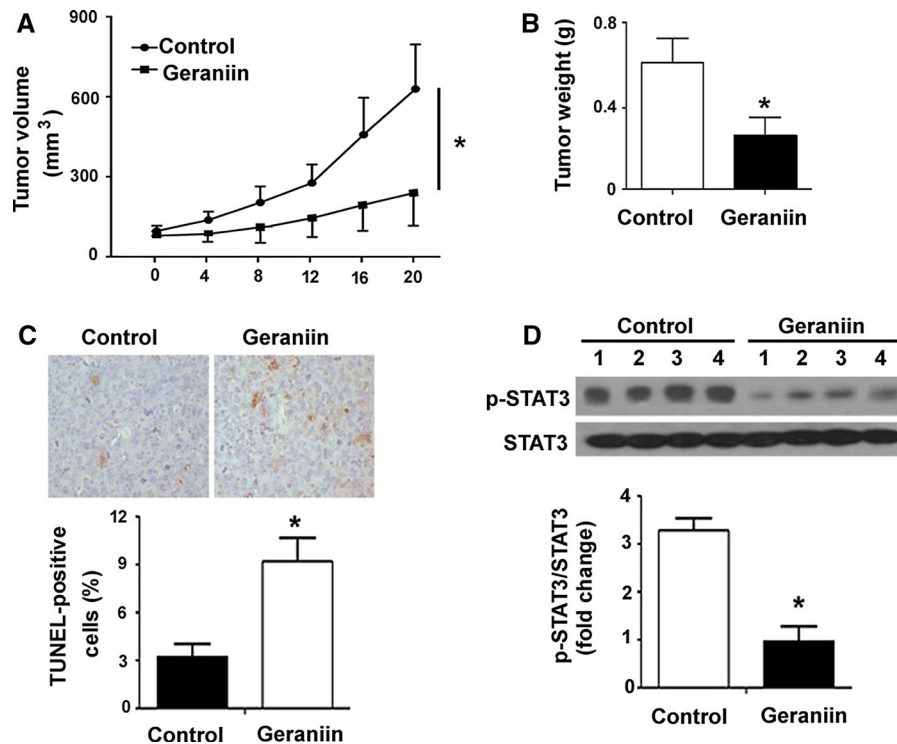 A
900
600
300
0
Tumor volume
(mm3)
Control
Geraniin
*
0 4 8 12 16 20
B
Tumor weight (g)
0.8
0.4
0
*
Control Geraniin
C
Control Geraniin
TUNEL-positive
cells (%)
12
9
6
3
0
*
Control Geraniin
D
Control Geraniin
1 2 3 4 1 2 3 4
p-STAT3
STAT3
p-STAT3/STAT3
(fold change)
4
3
2
1
0
*
Control Geraniin